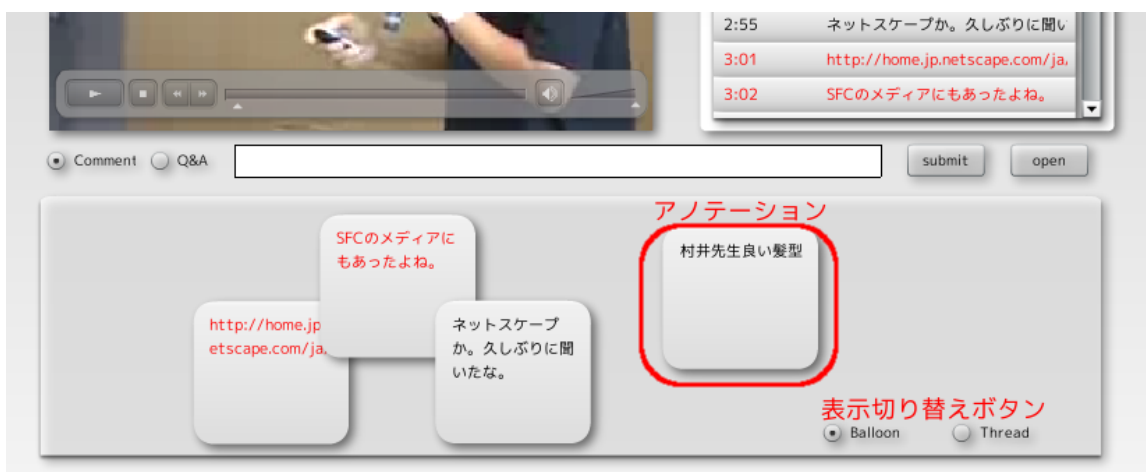 2:55 ネットスケープか。久しぶりに聞い
3:01 http://home.jp.netscape.com/ja/
3:02 SFCのメディアにもあったよね。
Comment Q&A submit open
アノテーション
SFCのメディアに
もあったよね。
村井先生良い髪型
http://home.jp
etscape.com/ja/
ネットスケープ
か。久しぶりに聞
いたな。
表示切り替えボタン
Balloon Thread